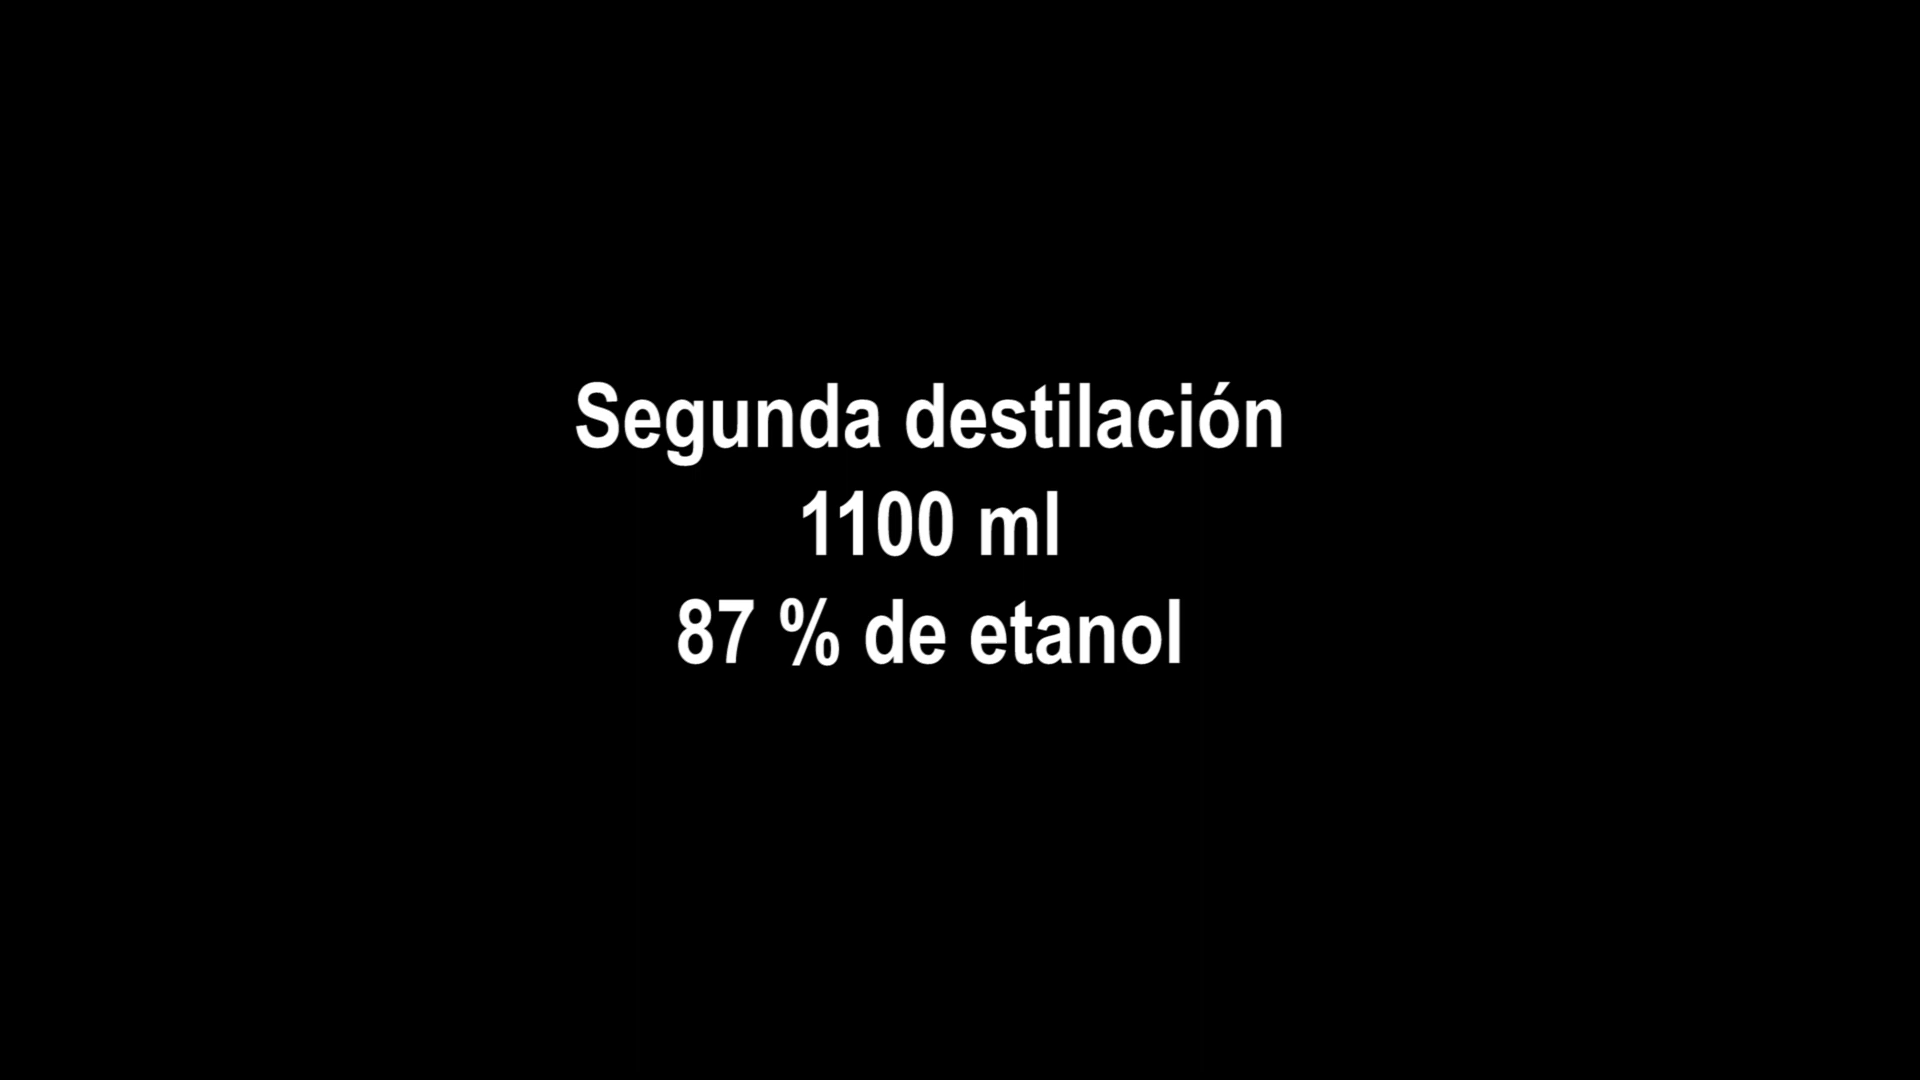 Segunda destilación
1100 ml
87 % de etanol